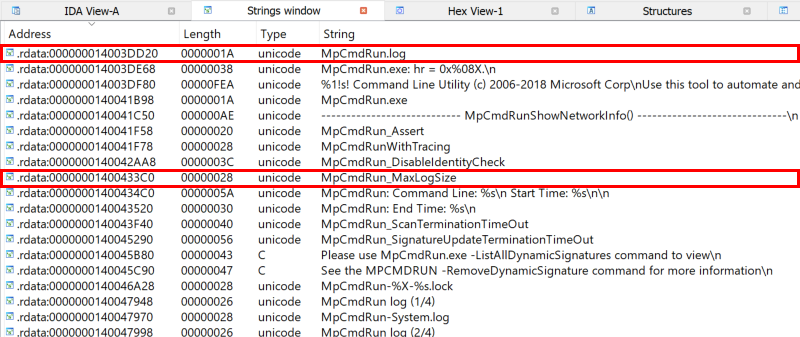 IDA View-A Strings window Hex View-1 Structures
Address Length Type String
.rdata:000000014003DD20 0000001A unicode MpCmdRun.log
.rdata:000000014003DE68 00000038 unicode MpCmdRun.exe: hr = 0x%08X.\n
.rdata:000000014003DF80 00000FEA unicode %1!s! Command Line Utility (c) 2006-2018 Microsoft Corp\nUse this tool to automate and
.rdata:0000000140041B98 0000001A unicode MpCmdRun.exe
.rdata:0000000140041C50 000000AE unicode ---------------------------- MpCmdRunShowNetworkInfo() ------------------------------\n
.rdata:0000000140041F58 00000020 unicode MpCmdRun_Assert
.rdata:0000000140041F78 00000028 unicode MpCmdRunWithTracing
.rdata:0000000140042AA8 0000003C unicode MpCmdRun_DisableIdentityCheck
.rdata:00000001400433C0 00000028 unicode MpCmdRun_MaxLogSize
.rdata:00000001400434C0 0000005A unicode MpCmdRun: Command Line: %s\n Start Time: %s\n\n
.rdata:0000000140043520 00000030 unicode MpCmdRun: End Time: %s\n
.rdata:0000000140043F40 00000040 unicode MpCmdRun_ScanTerminationTimeOut
.rdata:0000000140045290 00000056 unicode MpCmdRun_SignatureUpdateTerminationTimeOut
.rdata:0000000140045B80 00000043 C Please use MpCmdRun.exe -ListAllDynamicSignatures command to view\n
.rdata:0000000140045C90 00000047 C See the MPCMDRUN -RemoveDynamicSignature command for more information\n
.rdata:0000000140046A28 00000028 unicode MpCmdRun-%X-%s.lock
.rdata:0000000140047948 00000026 unicode MpCmdRun log (1/4)
.rdata:0000000140047970 00000028 unicode MpCmdRun-System.log
.rdata:0000000140047998 00000026 unicode MpCmdRun log (2/4)